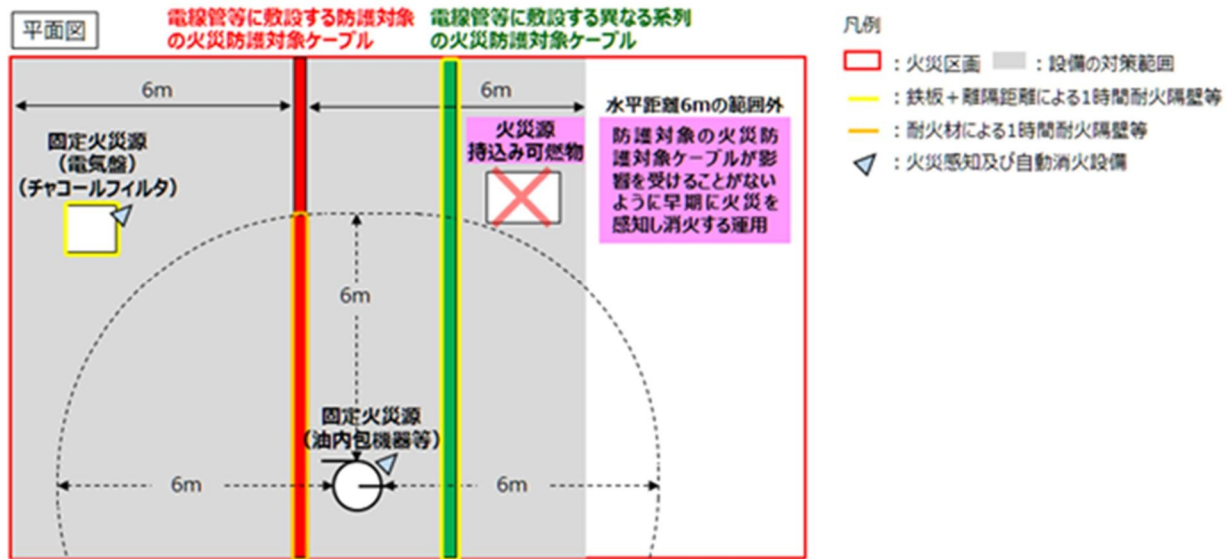 平面図
電線管等に敷設する防護対象
の火災防護対象ケーブル
電線管等に敷設する異なる系列
の火災防護対象ケーブル
6m
6m
固定火災源
(電気盤)
(チャコールフィルタ)
火災源
持込み可燃物
水平距離6mの範囲外
防護対象の火災防
護対象ケーブルが影
響を受けることがない
ように早期に火災を
感知し消火する運用
6m
固定火災源
(油内包機器等)
6m
6m
凡例
:火災区画
:設備の対策範囲
:鉄板+離隔距離による1時間耐火隔壁等
:耐火材による1時間耐火隔壁等
:火災感知及び自動消火設備